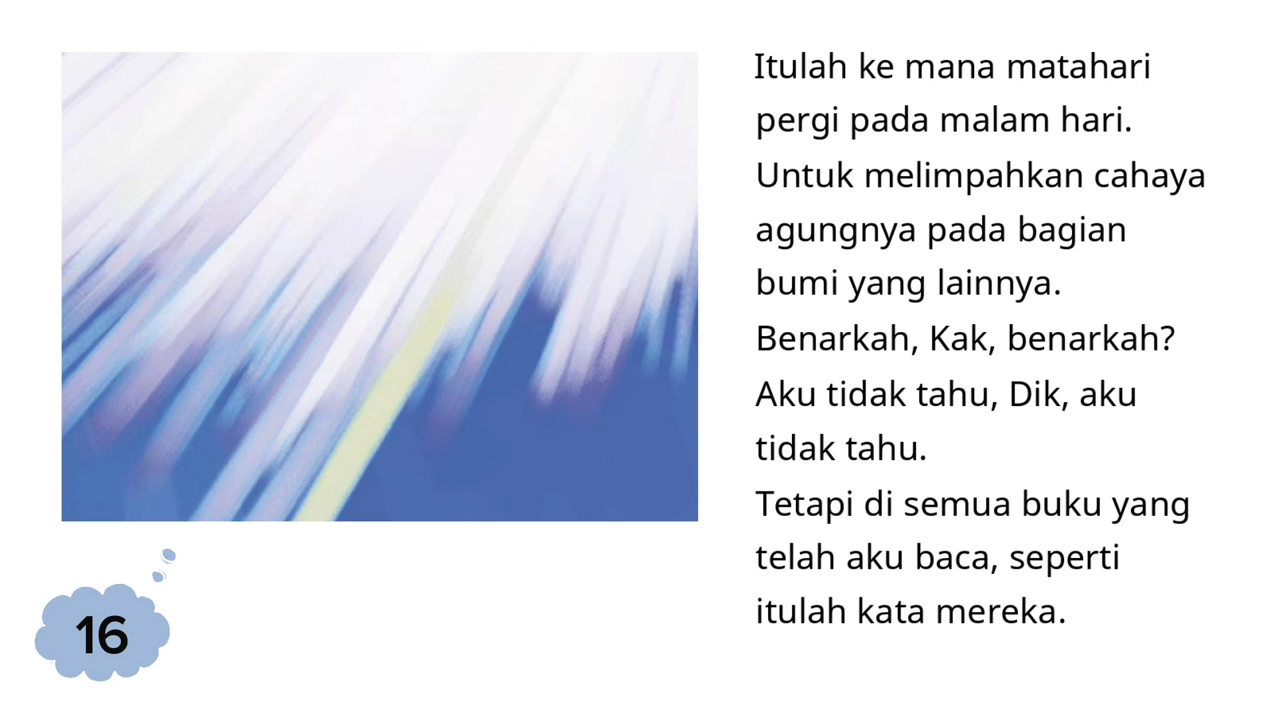 Itulah ke mana matahari
pergi pada malam hari.
Untuk melimpahkan cahaya
agungnya pada bagian
bumi yang lainnya.
Benarkah, Kak, benarkah?
Aku tidak tahu, Dik, aku
tidak tahu.
Tetapi di semua buku yang
telah aku baca, seperti
itulah kata mereka.
16